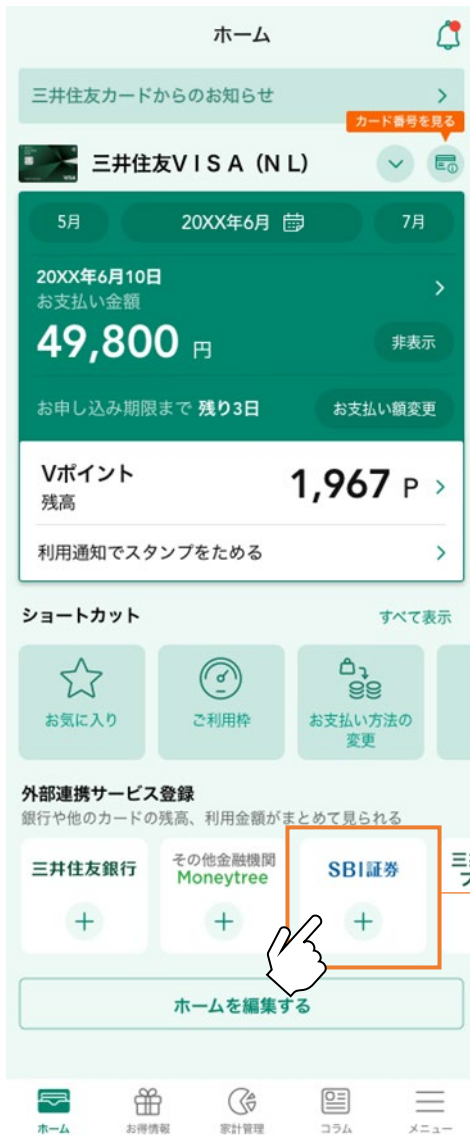 ホーム
三井住友カードからのお知らせ
カード番号を見る
三井住友ＶＩＳＡ（ＮＬ）
5月 20XX年6月 7月
20XX年6月10日
お支払い金額
49,800 円 非表示
お申し込み期限まで 残り3日 お支払い額変更
Vポイント
残高
1,967 P
利用通知でスタンプをためる
ショートカット すべて表示
お気に入り
ご利用枠
お支払い方法の
変更
外部連携サービス登録
銀行や他のカードの残高、利用金額がまとめて見られる
三井住友銀行
その他金融機関
Moneytree
SBI証券
ホームを編集する
ホーム お得情報 家計管理 コラム メニュー